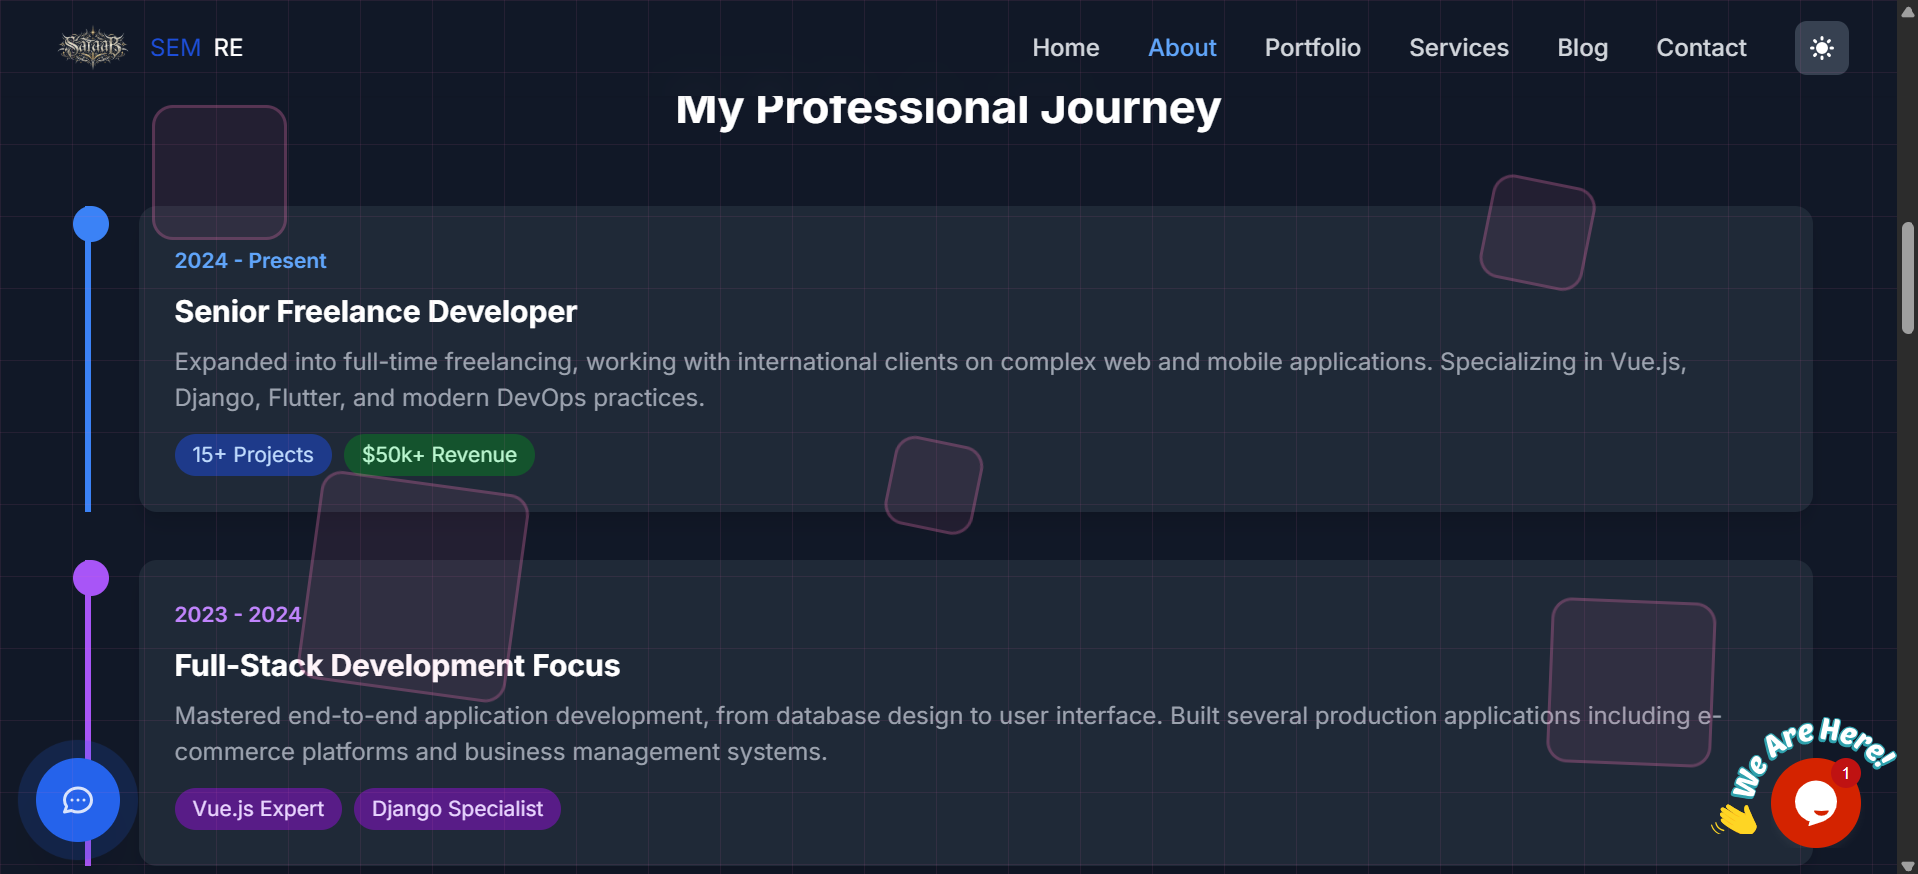 SEM RE
Home
About
Portfolio
Services
Blog
Contact
My Professional Journey
2024 - Present
Senior Freelance Developer
Expanded into full-time freelancing, working with international clients on complex web and mobile applications. Specializing in Vue.js,
Django, Flutter, and modern DevOps practices.
15+ Projects
$50k+ Revenue
2023 - 2024
Full-Stack Development Focus
Mastered end-to-end application development, from database design to user interface. Built several production applications including e-
commerce platforms and business management systems.
Vue.js Expert
Django Specialist
We Are Here!
1